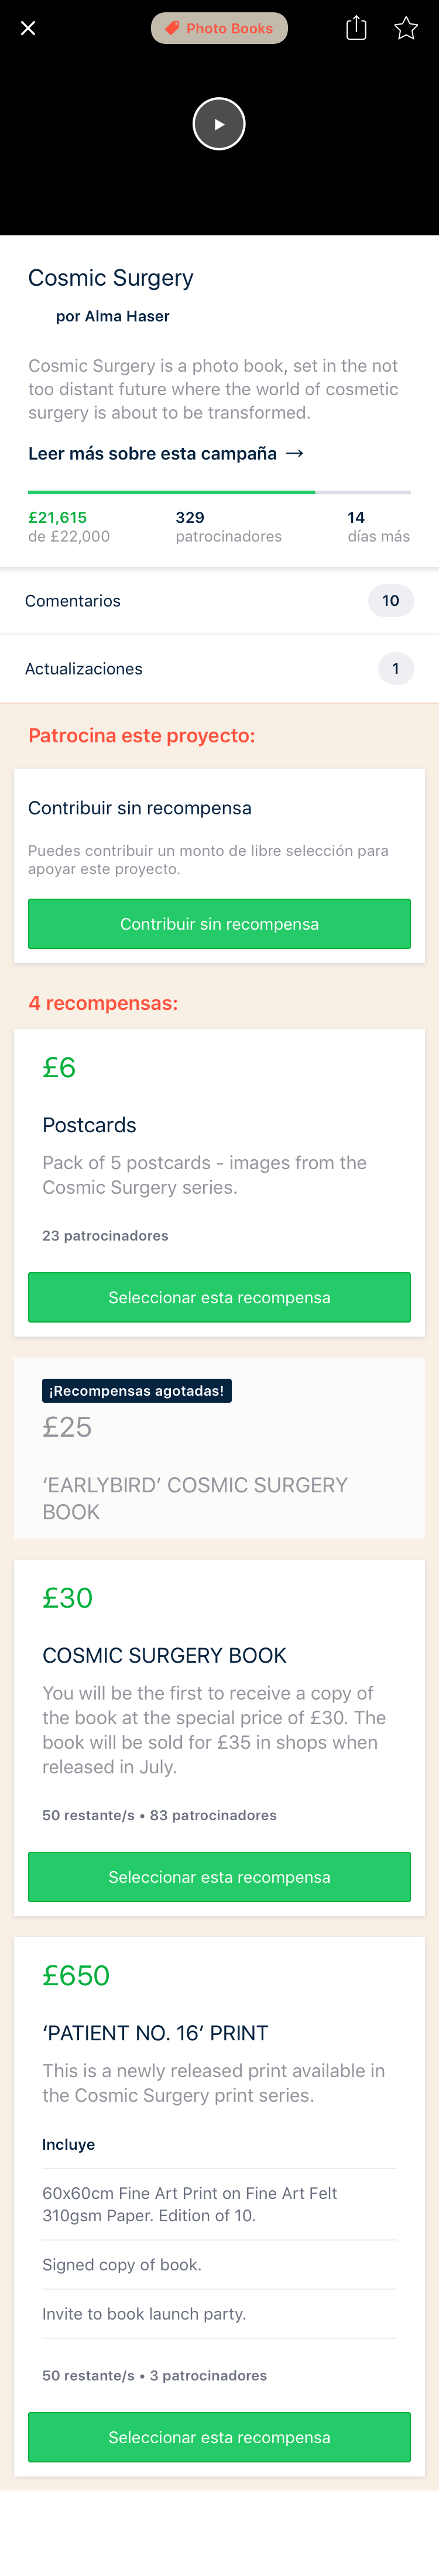 Photo Books
Cosmic Surgery
por Alma Haser
Cosmic Surgery is a photo book, set in the not
too distant future where the world of cosmetic
surgery is about to be transformed.
Leer más sobre esta campaña →
£21,615
de £22,000
329
patrocinadores
14
días más
Comentarios
10
Actualizaciones
1
Patrocina este proyecto:
Contribuir sin recompensa
Puedes contribuir un monto de libre selección para
apoyar este proyecto.
Contribuir sin recompensa
4 recompensas:
£6
Postcards
Pack of 5 postcards - images from the
Cosmic Surgery series.
23 patrocinadores
Seleccionar esta recompensa
¡Recompensas agotadas!
£25
‘EARLYBIRD’ COSMIC SURGERY
BOOK
£30
COSMIC SURGERY BOOK
You will be the first to receive a copy of
the book at the special price of £30. The
book will be sold for £35 in shops when
released in July.
50 restante/s • 83 patrocinadores
Seleccionar esta recompensa
£650
‘PATIENT NO. 16’ PRINT
This is a newly released print available in
the Cosmic Surgery print series.
Incluye
60x60cm Fine Art Print on Fine Art Felt
310gsm Paper. Edition of 10.
Signed copy of book.
Invite to book launch party.
50 restante/s • 3 patrocinadores
Seleccionar esta recompensa